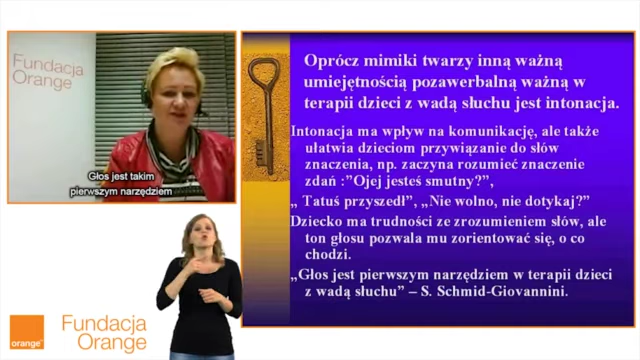 Fundacja
Orange
Głos jest takim
pierwszym narzędziem
Oprócz mimiki twarzy inną ważną
umiejętnością pozawerbalną ważną w
terapii dzieci z wadą słuchu jest intonacja.
Intonacja ma wpływ na komunikację, ale także
ułatwia dzieciom przywiązanie do słów
znaczenia, np. zaczyna rozumieć znaczenie
zdań :”Ojej jesteś smutny?”,
„ Tatuś przyszedł”, „Nie wolno, nie dotykaj?”
Dziecko ma trudności ze zrozumieniem słów, ale
ton głosu pozwala mu zorientować się, o co
chodzi.
„Głos jest pierwszym narzędziem w terapii dzieci
z wadą słuchu” – S. Schmid-Giovannini.
orange™
Fundacja
Orange